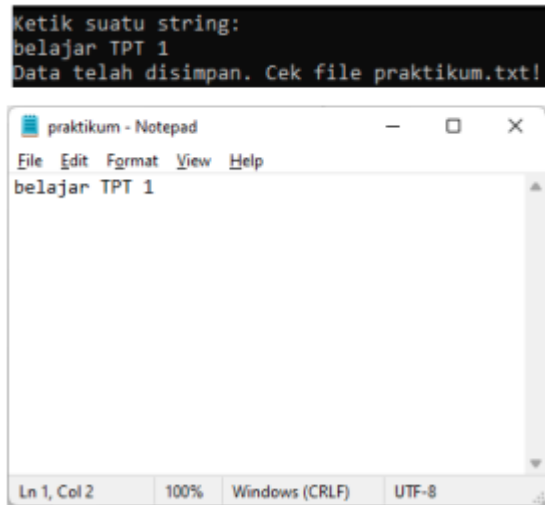 Ketik suatu string:
belajar TPT 1
Data telah disimpan. Cek file praktikum.txt!
praktikum - Notepad
File Edit Format View Help
belajar TPT 1
Ln 1, Col 2 100% Windows (CRLF) UTF-8